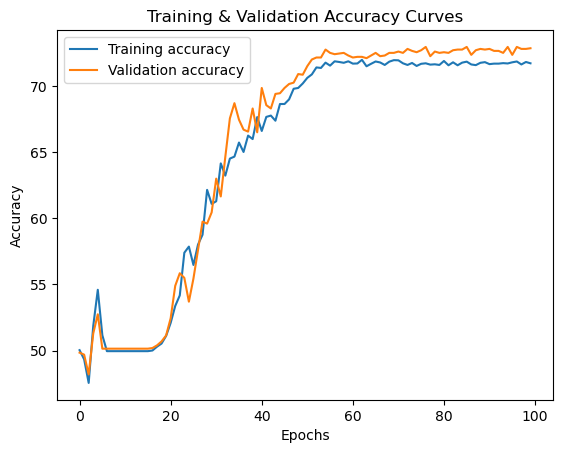 Training & Validation Accuracy Curves
Training accuracy
Validation accuracy
Accuracy
70
65
60
55
50
0 20 40 60 80 100
Epochs